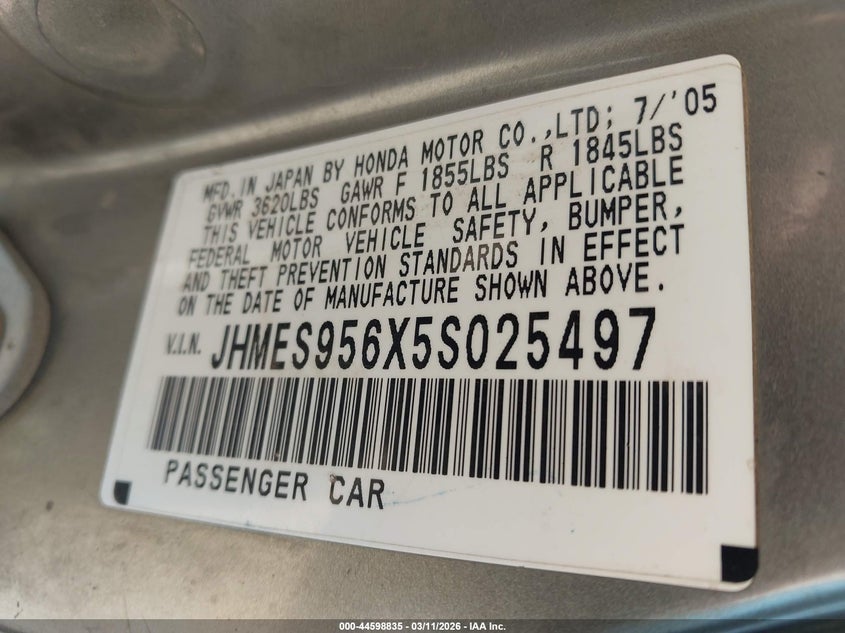 MFD. IN JAPAN BY HONDA MOTOR CO.,LTD; 7/'05
GVWR 3620LBS GAWR F 1855LBS R 1845LBS
THIS VEHICLE CONFORMS TO ALL APPLICABLE
FEDERAL MOTOR VEHICLE SAFETY, BUMPER,
AND THEFT PREVENTION STANDARDS IN EFFECT
ON THE DATE OF MANUFACTURE SHOWN ABOVE.
V.I.N. JHMES956X5S025497
PASSENGER CAR
000-44598835 - 03/11/2026 - IAA Inc.